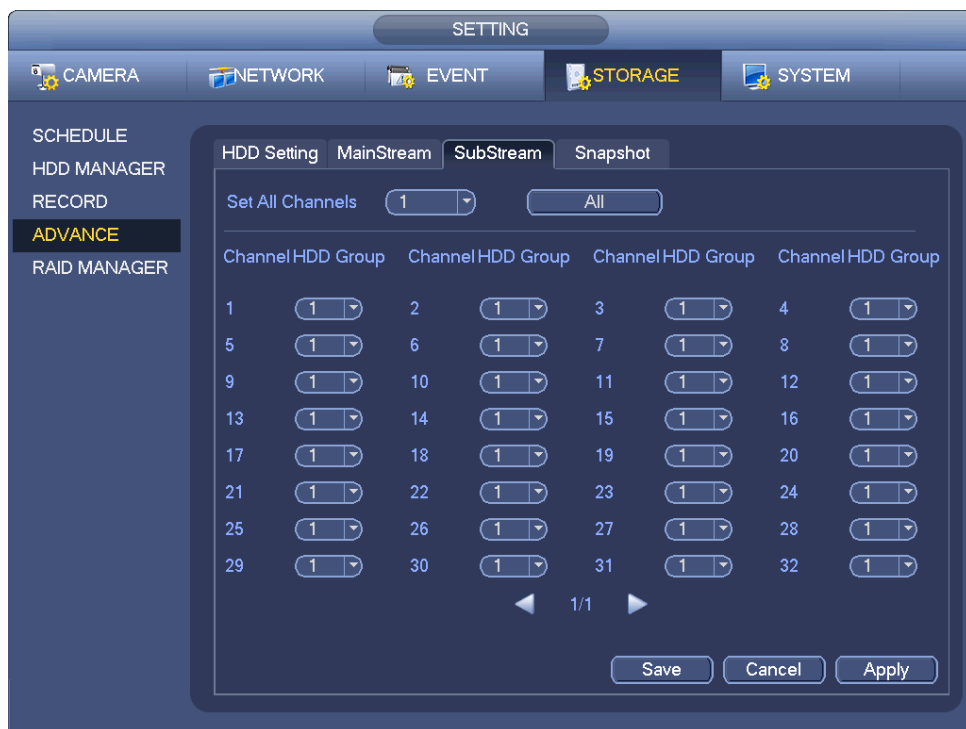 SETTING
CAMERA NETWORK EVENT STORAGE SYSTEM
SCHEDULE
HDD MANAGER
RECORD
ADVANCE
RAID MANAGER
HDD Setting MainStream SubStream Snapshot
Set All Channels 1 All
Channel HDD Group Channel HDD Group Channel HDD Group Channel HDD Group
1 1 2 1 3 1 4 1
5 1 6 1 7 1 8 1
9 1 10 1 11 1 12 1
13 1 14 1 15 1 16 1
17 1 18 1 19 1 20 1
21 1 22 1 23 1 24 1
25 1 26 1 27 1 28 1
29 1 30 1 31 1 32 1
1/1
Save Cancel Apply